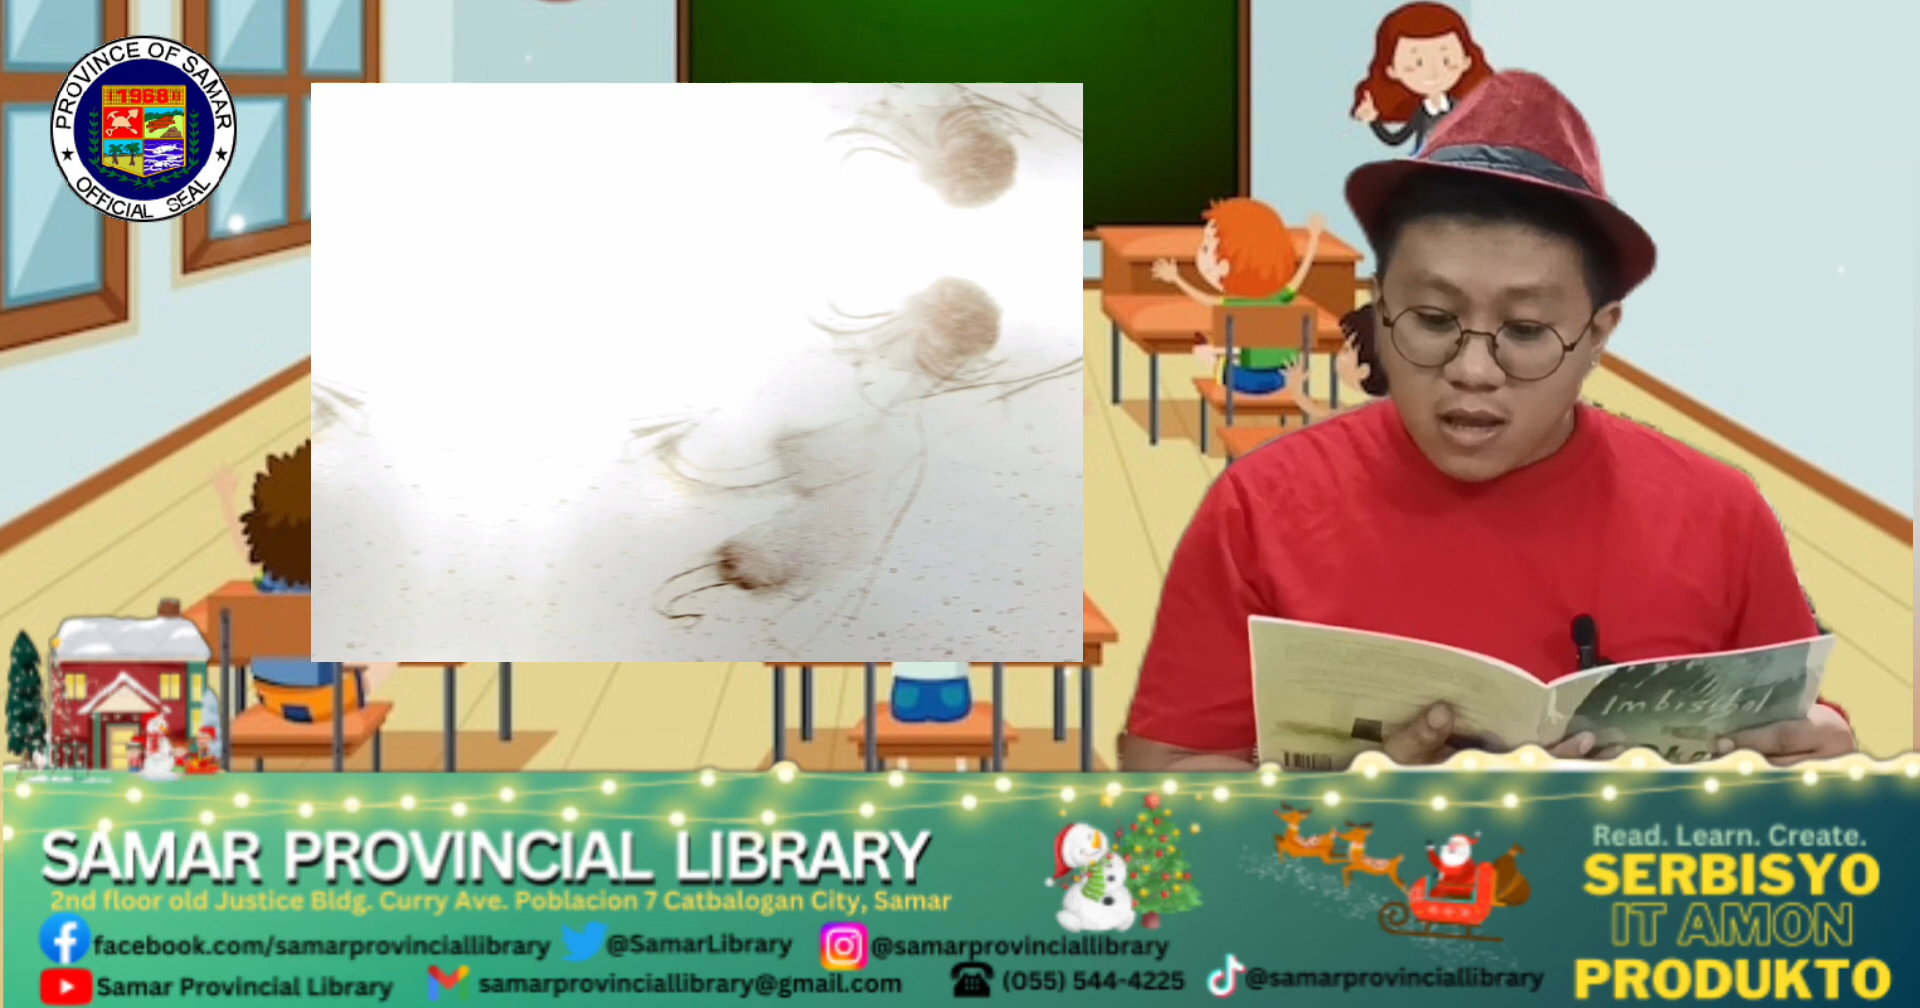 PROVINCE OF SAMAR
1968
OFFICIAL SEAL
Imbisibol
SAMAR PROVINCIAL LIBRARY
2nd floor old Justice Bldg. Curry Ave. Poblacion 7 Catbalogan City, Samar
facebook.com/samarprovinciallibrary @SamarLibrary @samarprovinciallibrary
Samar Provincial Library samarprovinciallibrary@gmail.com (055) 544-4225 @samarprovinciallibrary
Read. Learn. Create.
SERBISYO
IT AMON
PRODUKTO